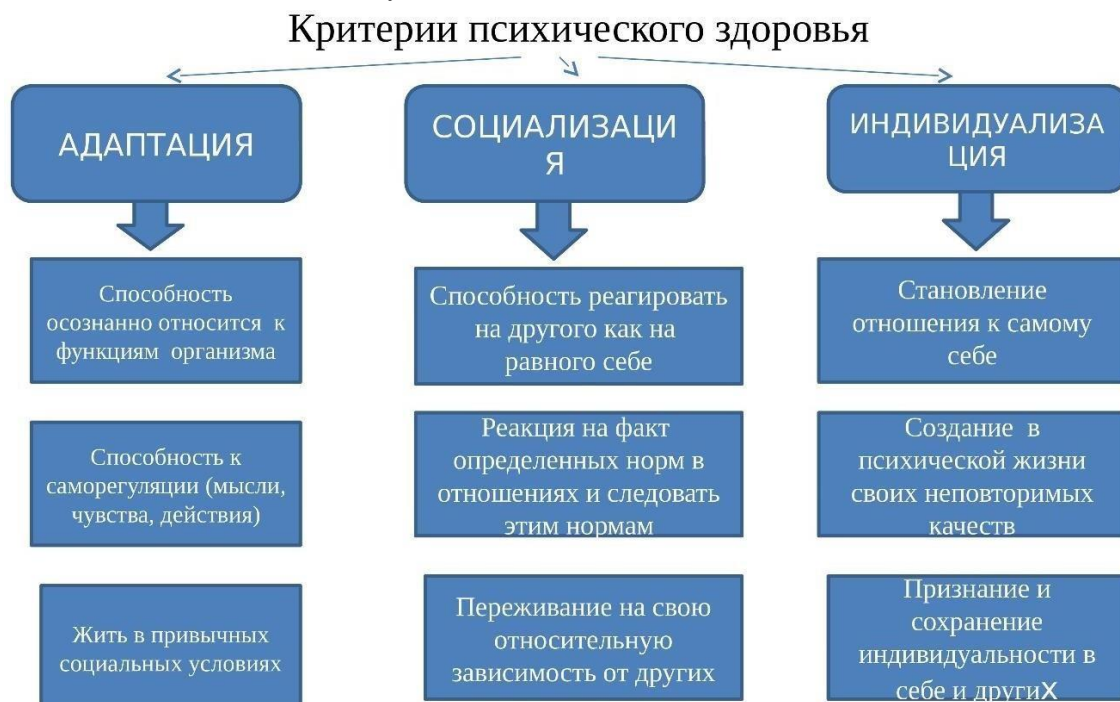 Критерии психического здоровья
АДАПТАЦИЯ
Способность
осознанно относится к
функциям организма
Способность к
саморегуляции (мысли,
чувства, действия)
Жить в привычных
социальных условиях
СОЦИАЛИЗАЦИ
Я
Способность реагировать
на другого как на
равного себе
Реакция на факт
определенных норм в
отношениях и следовать
этим нормам
Переживание на свою
относительную
зависимость от других
ИНДИВИДУАЛИЗА
ЦИЯ
Становление
отношения к самому
себе
Создание в
психической жизни
своих неповторимых
качеств
Признание и
сохранение
индивидуальности в
себе и других